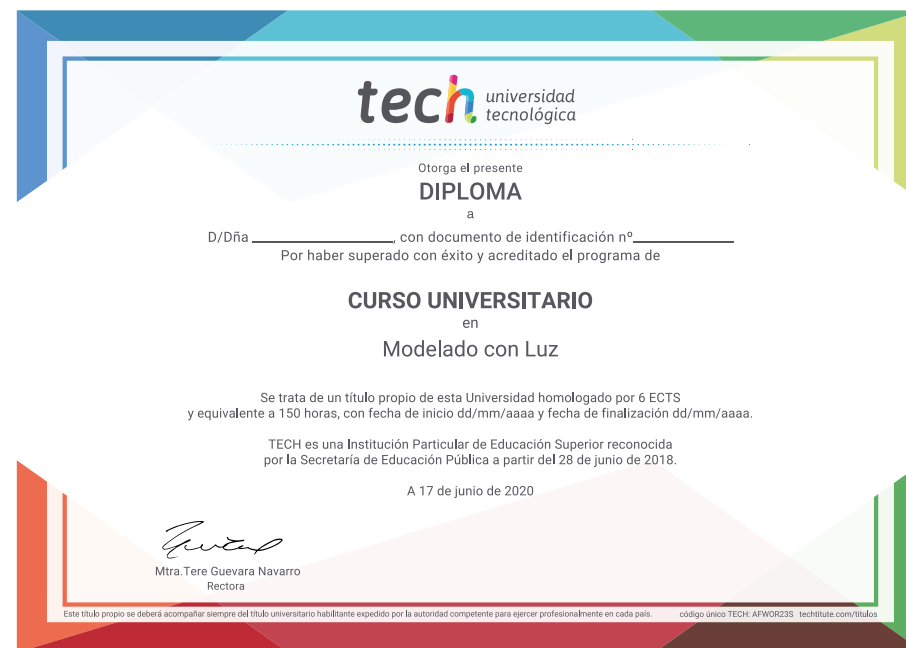 tech universidad
tecnológica
Otorga el presente
DIPLOMA
a
D/Dña ____________, con documento de identificación nº____________
Por haber superado con éxito y acreditado el programa de
CURSO UNIVERSITARIO
en
Modelado con Luz
Se trata de un título propio de esta Universidad homologado por 6 ECTS
y equivalente a 150 horas, con fecha de inicio dd/mm/aaaa y fecha de finalización dd/mm/aaaa.
TECH es una Institución Particular de Educación Superior reconocida
por la Secretaría de Educación Pública a partir del 28 de junio de 2018.
A 17 de junio de 2020
Mtra.Tere Guevara Navarro
Rectora
Este título propio se deberá acompañar siempre del título universitario habilitante expedido por la autoridad competente para ejercer profesionalmente en cada país. código único TECH: AFWOR23S techtitute.com/títulos